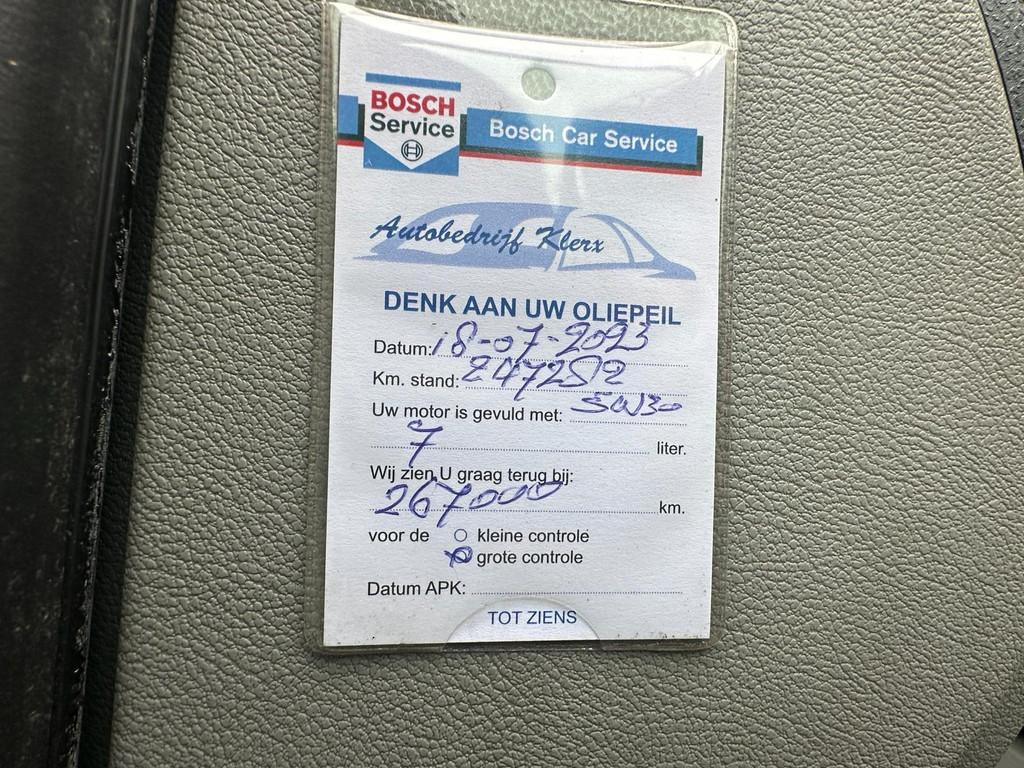 BOSCH
Service
Bosch Car Service
Autobedrijf Klerx
DENK AAN UW OLIEPEIL
Datum: 18-07-2023
Km. stand: 247252
Uw motor is gevuld met: 5W30
7 liter.
Wij zien U graag terug bij:
267000 km.
voor de kleine controle
grote controle
Datum APK:
TOT ZIENS